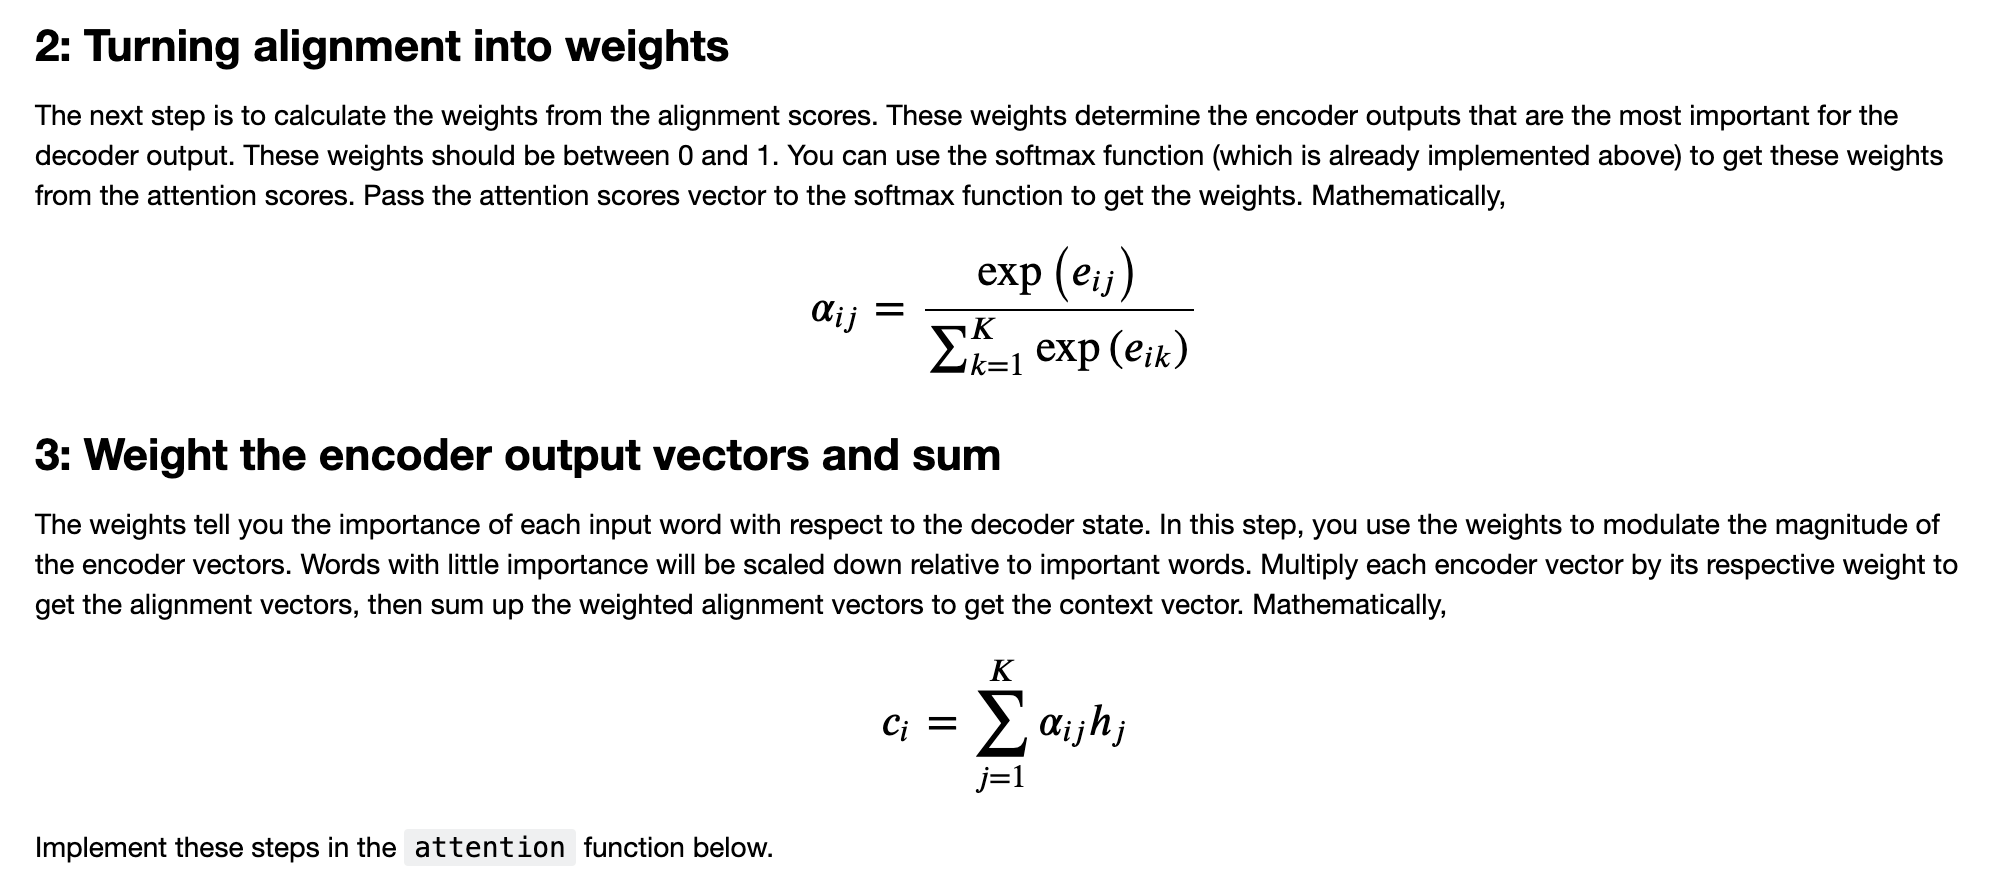 2: Turning alignment into weights
The next step is to calculate the weights from the alignment scores. These weights determine the encoder outputs that are the most important for the
decoder output. These weights should be between 0 and 1. You can use the softmax function (which is already implemented above) to get these weights
from the attention scores. Pass the attention scores vector to the softmax function to get the weights. Mathematically,
α_{ij} = \frac{exp (e_{ij})}{∑_{k=1}^{K} exp (e_{ik})}
3: Weight the encoder output vectors and sum
The weights tell you the importance of each input word with respect to the decoder state. In this step, you use the weights to modulate the magnitude of
the encoder vectors. Words with little importance will be scaled down relative to important words. Multiply each encoder vector by its respective weight to
get the alignment vectors, then sum up the weighted alignment vectors to get the context vector. Mathematically,
c_i = ∑_{j=1}^{K} α_{ij} h_j
Implement these steps in the attention function below.